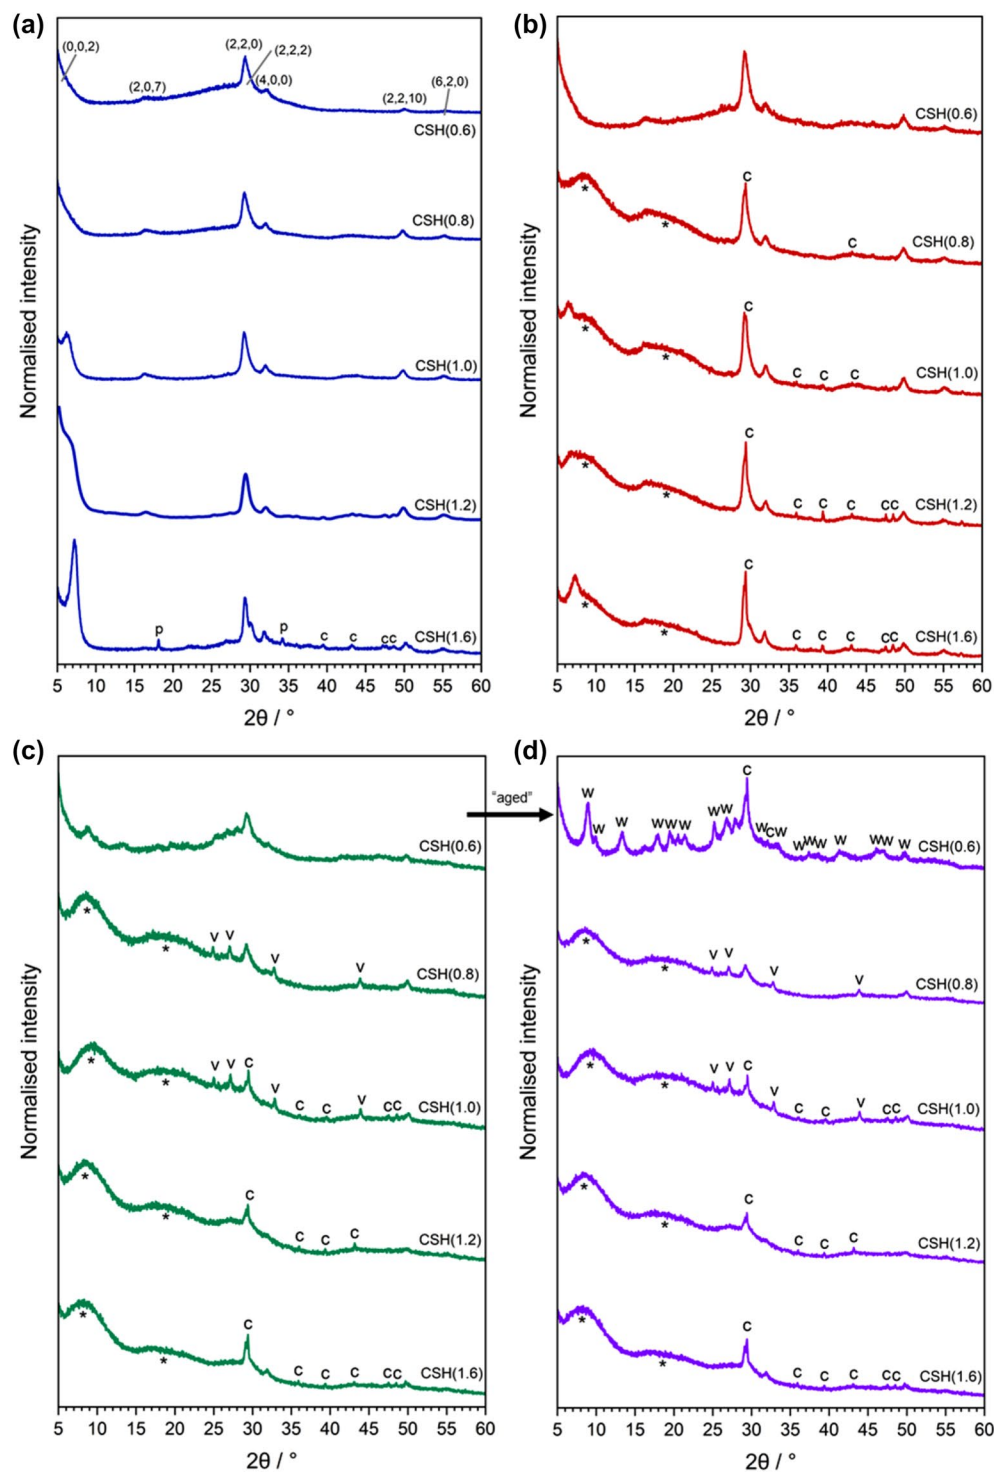 (a)
(0,0,2)
(2,0,7)
(2,2,0)
(2,2,2)
(4,0,0)
(2,2,10)
(6,2,0)
CSH(0.6)
CSH(0.8)
CSH(1.0)
CSH(1.2)
p p c c cc
CSH(1.6)
Normalised intensity
5 10 15 20 25 30 35 40 45 50 55 60
2θ / °
(b)
CSH(0.6)
* * c c
CSH(0.8)
* * c c c c
CSH(1.0)
* * c c c c cc
CSH(1.2)
* * c c c c cc
CSH(1.6)
Normalised intensity
5 10 15 20 25 30 35 40 45 50 55 60
2θ / °
(c)
c
CSH(0.6)
* * v v v v
CSH(0.8)
* * v v c v c c v cc
CSH(1.0)
* * c c c c
CSH(1.2)
* * c c c c cc
CSH(1.6)
Normalised intensity
5 10 15 20 25 30 35 40 45 50 55 60
2θ / °
"aged"
(d)
w w w w w w w w c w c w w w w w w w w
CSH(0.6)
* * v v v v
CSH(0.8)
* * v v c v c c v cc
CSH(1.0)
* * c c c c
CSH(1.2)
* * c c c c cc
CSH(1.6)
Normalised intensity
5 10 15 20 25 30 35 40 45 50 55 60
2θ / °